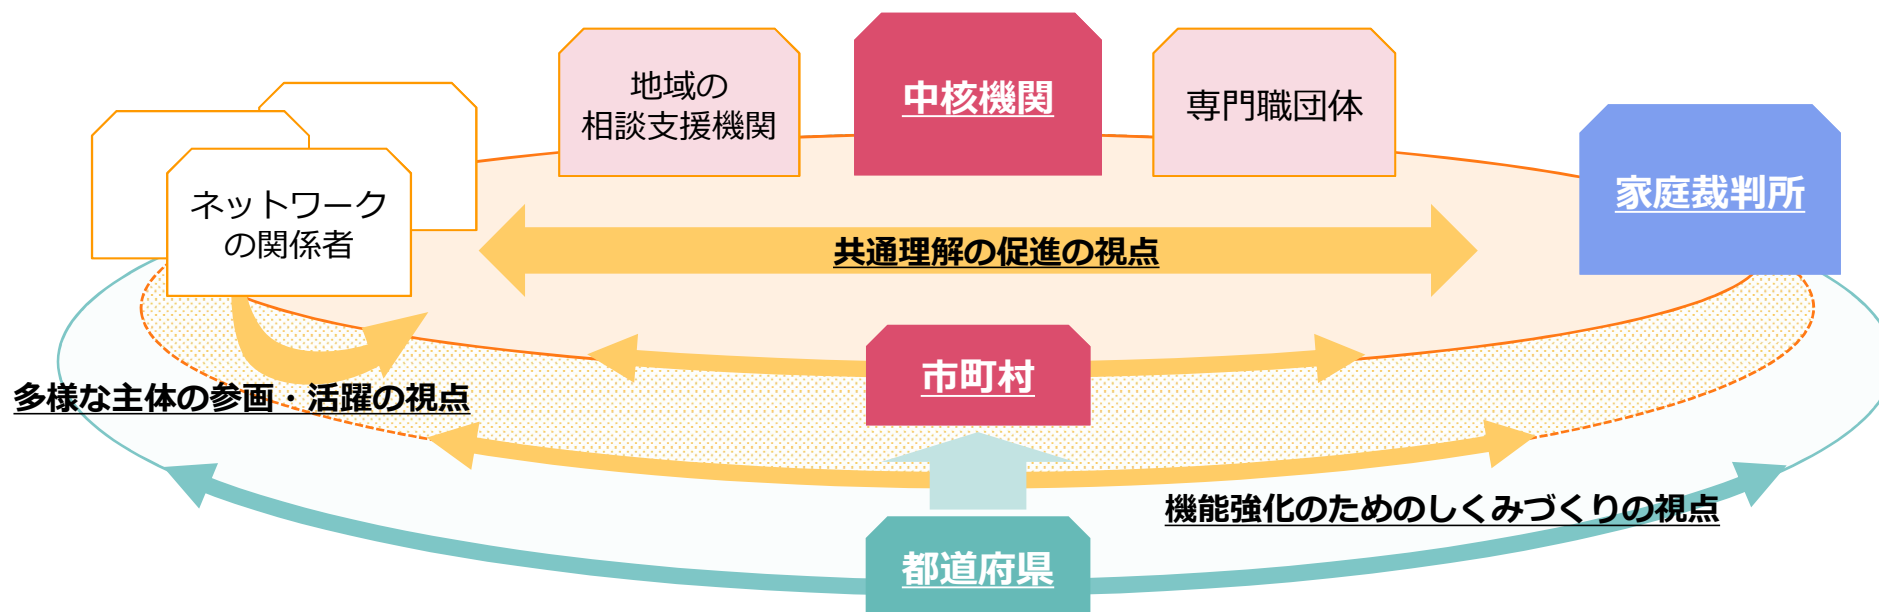 地域の
相談支援機関
中核機関
専門職団体
家庭裁判所
ネットワーク
の関係者
共通理解の促進の視点
市町村
多様な主体の参画・活躍の視点
機能強化のためのしくみづくりの視点
都道府県